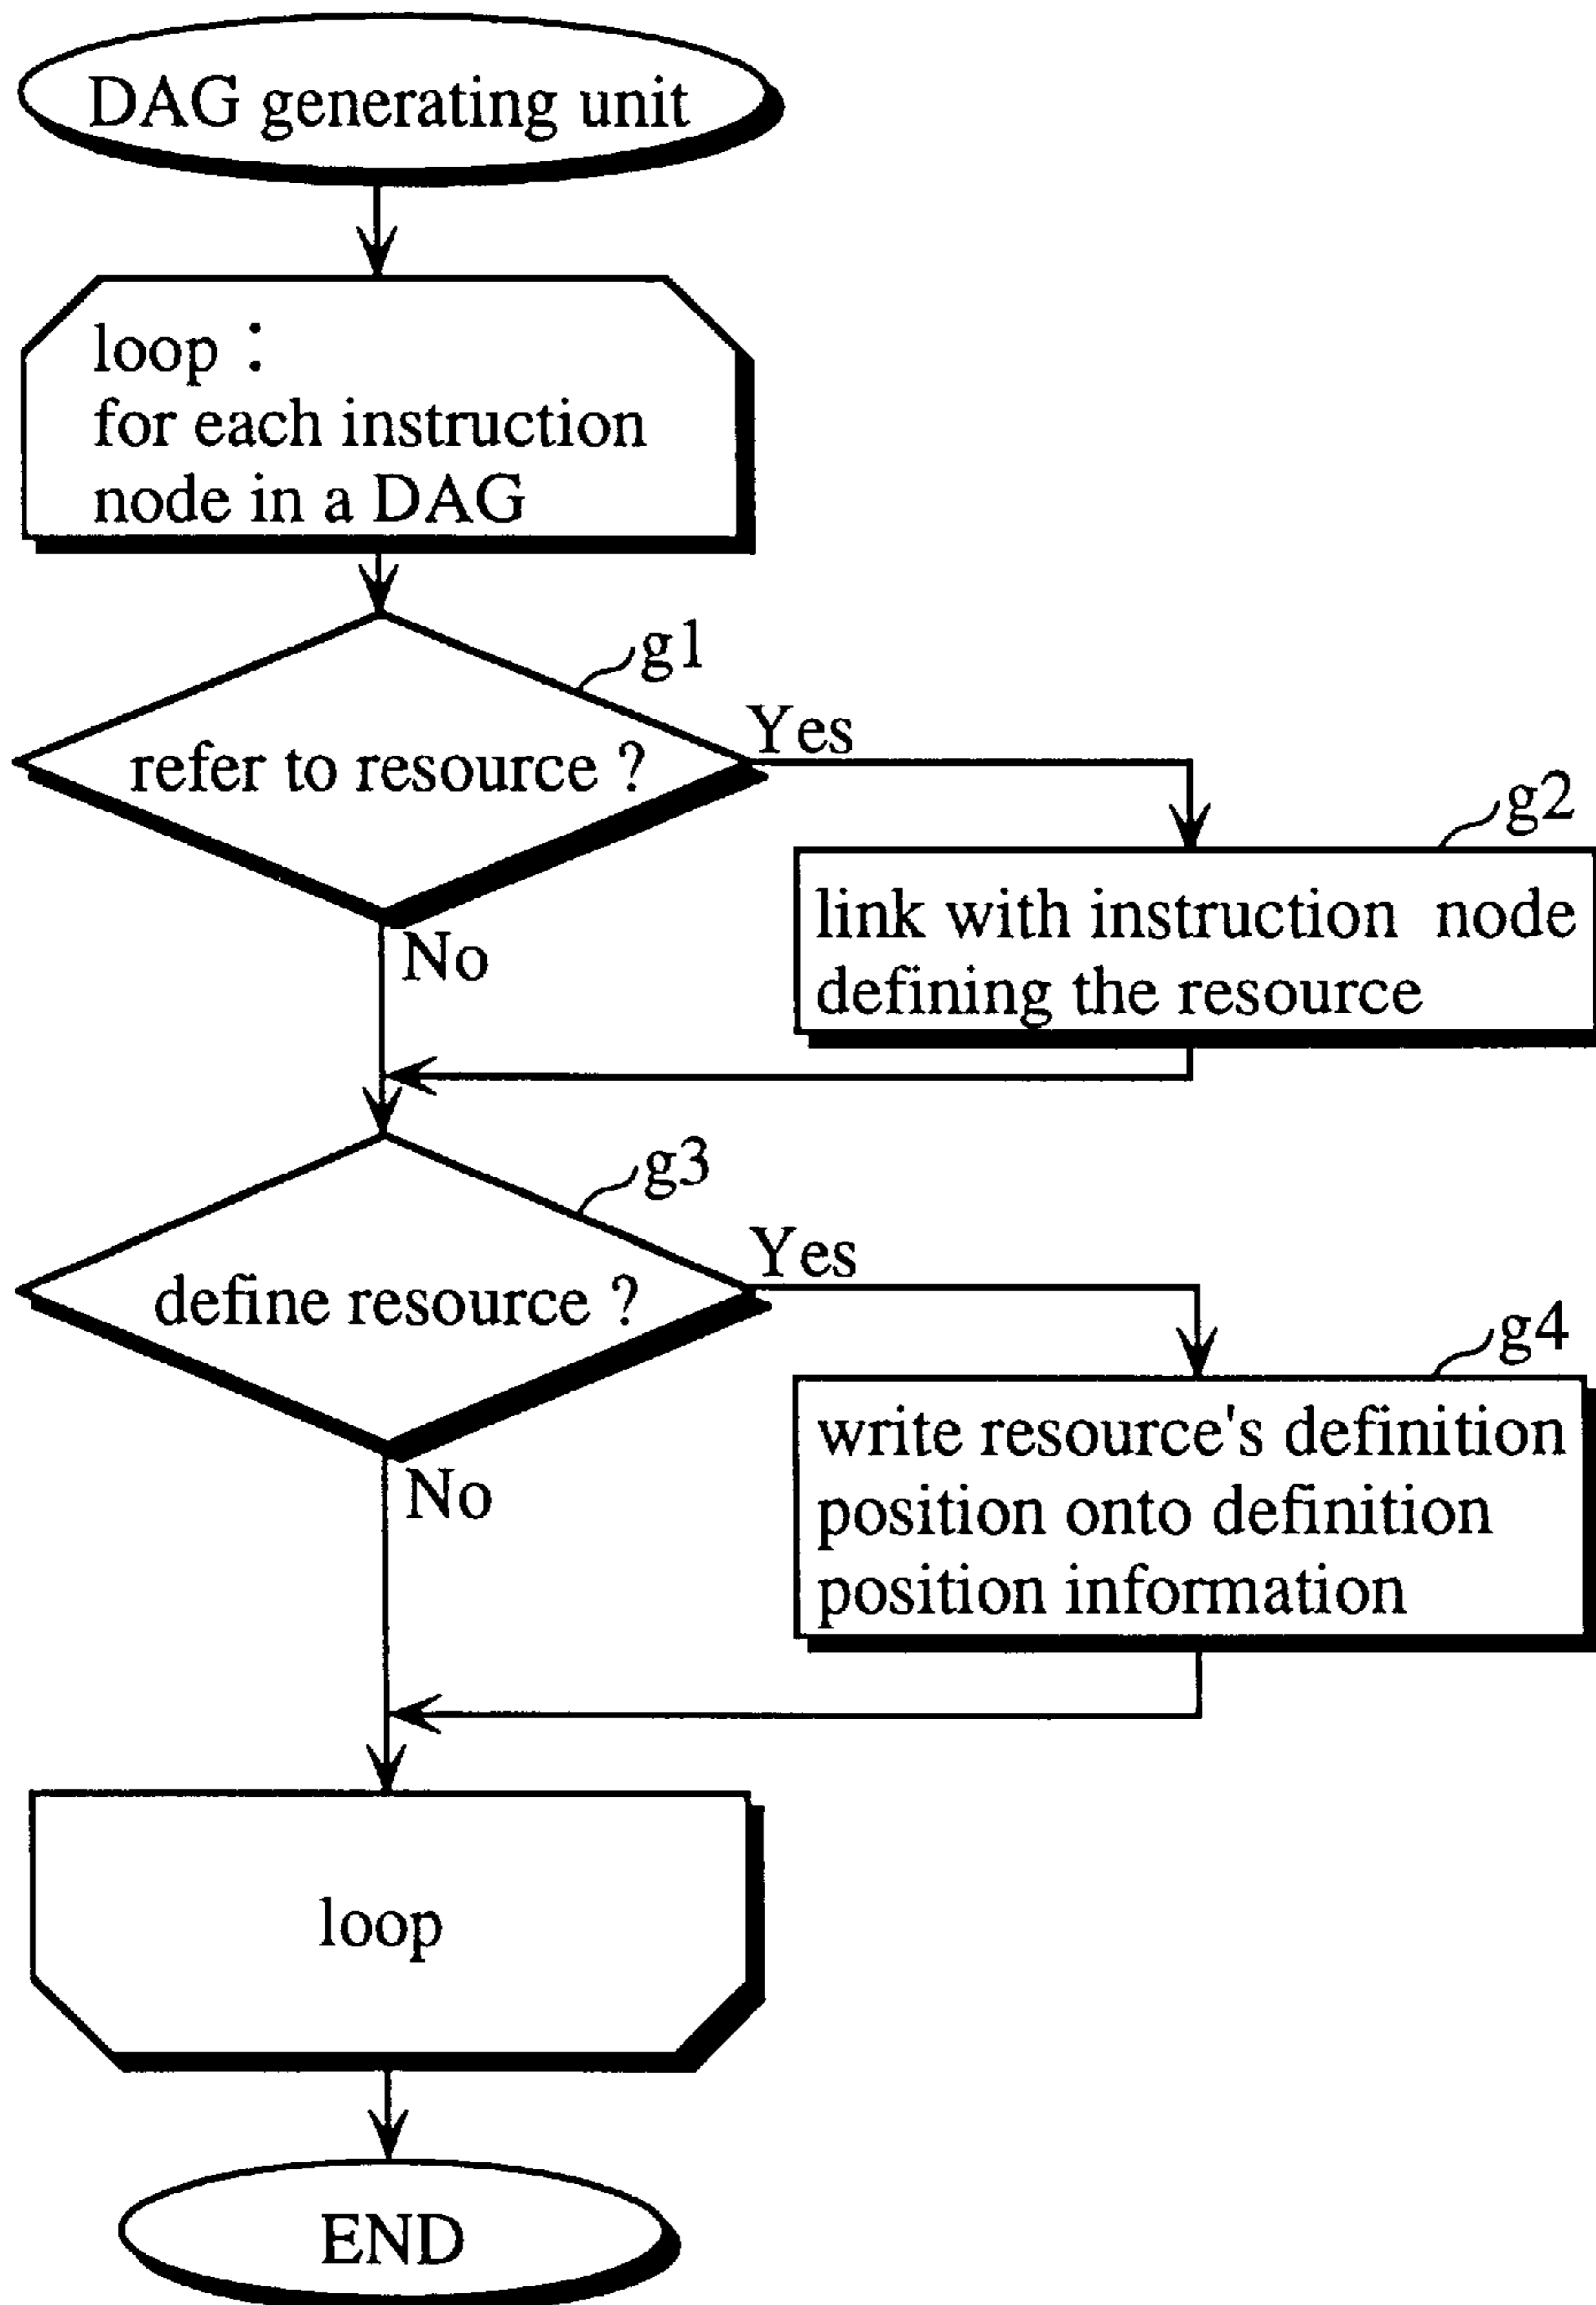 DAG generating unit
loop :
for each instruction
node in a DAG
g1
refer to resource ?
Yes
g2
link with instruction node
defining the resource
No
g3
define resource ?
Yes
g4
write resource's definition
position onto definition
position information
No
loop
END